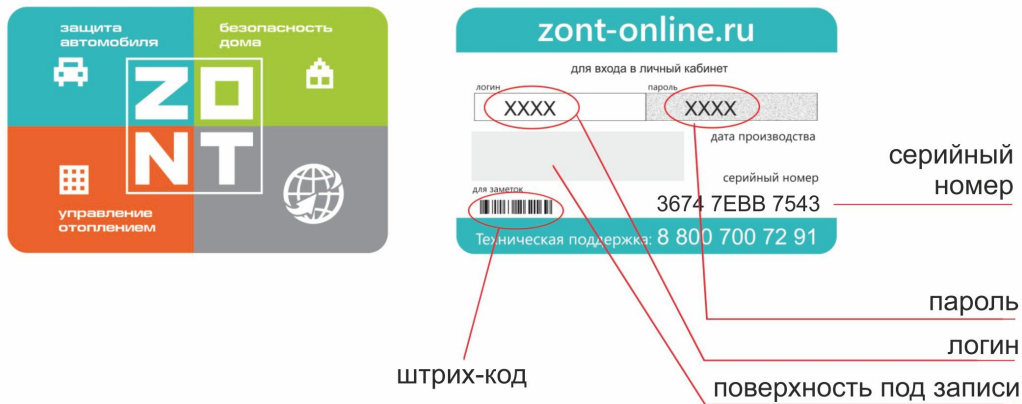 защита
автомобиля
безопасность
дома
ZO
NT
управление
отоплением
zont-online.ru
для входа в личный кабинет
логин
пароль
XXXX
XXXX
дата производства
серийный номер
для заметок
3674 7EBB 7543
Техническая поддержка: 8 800 700 72 91
серийный
номер
пароль
логин
штрих-код
поверхность под записи